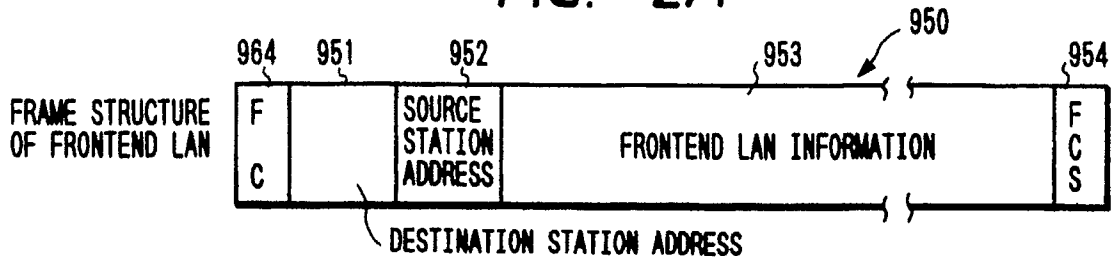 950
964 951 952 953 954
FRAME STRUCTURE
OF FRONTEND LAN
F
C
SOURCE
STATION
ADDRESS
FRONTEND LAN INFORMATION
F
C
S
DESTINATION STATION ADDRESS